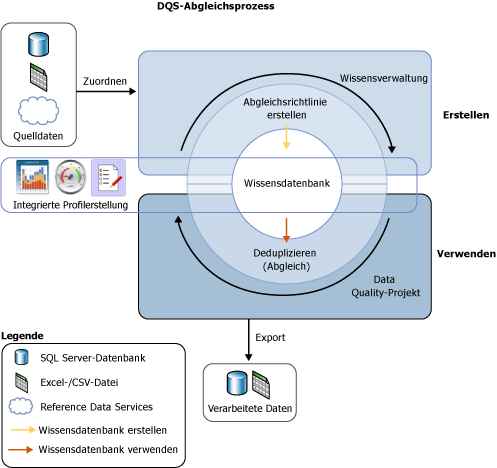 DQS-Abgleichsprozess
Zuordnen
Quelldaten
Wissensverwaltung
Abgleichsrichtlinie
erstellen
Erstellen
Wissensdatenbank
Integrierte Profilerstellung
Deduplizieren
(Abgleich)
Verwenden
Data
Quality-Projekt
Export
Verarbeitete Daten
Legende
SQL Server-Datenbank
Excel-/CSV-Datei
Reference Data Services
Wissensdatenbank erstellen
Wissensdatenbank verwenden